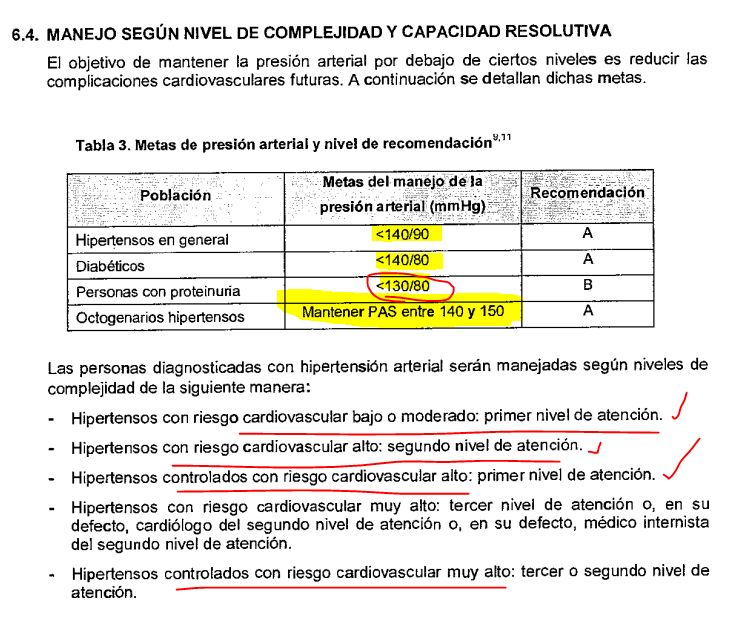 6.4. MANEJO SEGÚN NIVEL DE COMPLEJIDAD Y CAPACIDAD RESOLUTIVA
El objetivo de mantener la presión arterial por debajo de ciertos niveles es reducir las
complicaciones cardiovasculares futuras. A continuación se detallan dichas metas.
Tabla 3. Metas de presión arterial y nivel de recomendación9,11
Población
Metas del manejo de la
presión arterial (mmHg)
Recomendación
Hipertensos en general <140/90 A
Diabéticos <140/80 A
Personas con proteinuria <130/80 B
Octogenarios hipertensos Mantener PAS entre 140 y 150 A
Las personas diagnosticadas con hipertensión arterial serán manejadas según niveles de
complejidad de la siguiente manera:
- Hipertensos con riesgo cardiovascular bajo o moderado: primer nivel de atención.
- Hipertensos con riesgo cardiovascular alto: segundo nivel de atención.
- Hipertensos controlados con riesgo cardiovascular alto: primer nivel de atención.
- Hipertensos con riesgo cardiovascular muy alto: tercer nivel de atención o, en su
defecto, cardiólogo del segundo nivel de atención o, en su defecto, médico internista
del segundo nivel de atención.
- Hipertensos controlados con riesgo cardiovascular muy alto: tercer o segundo nivel de
atención.